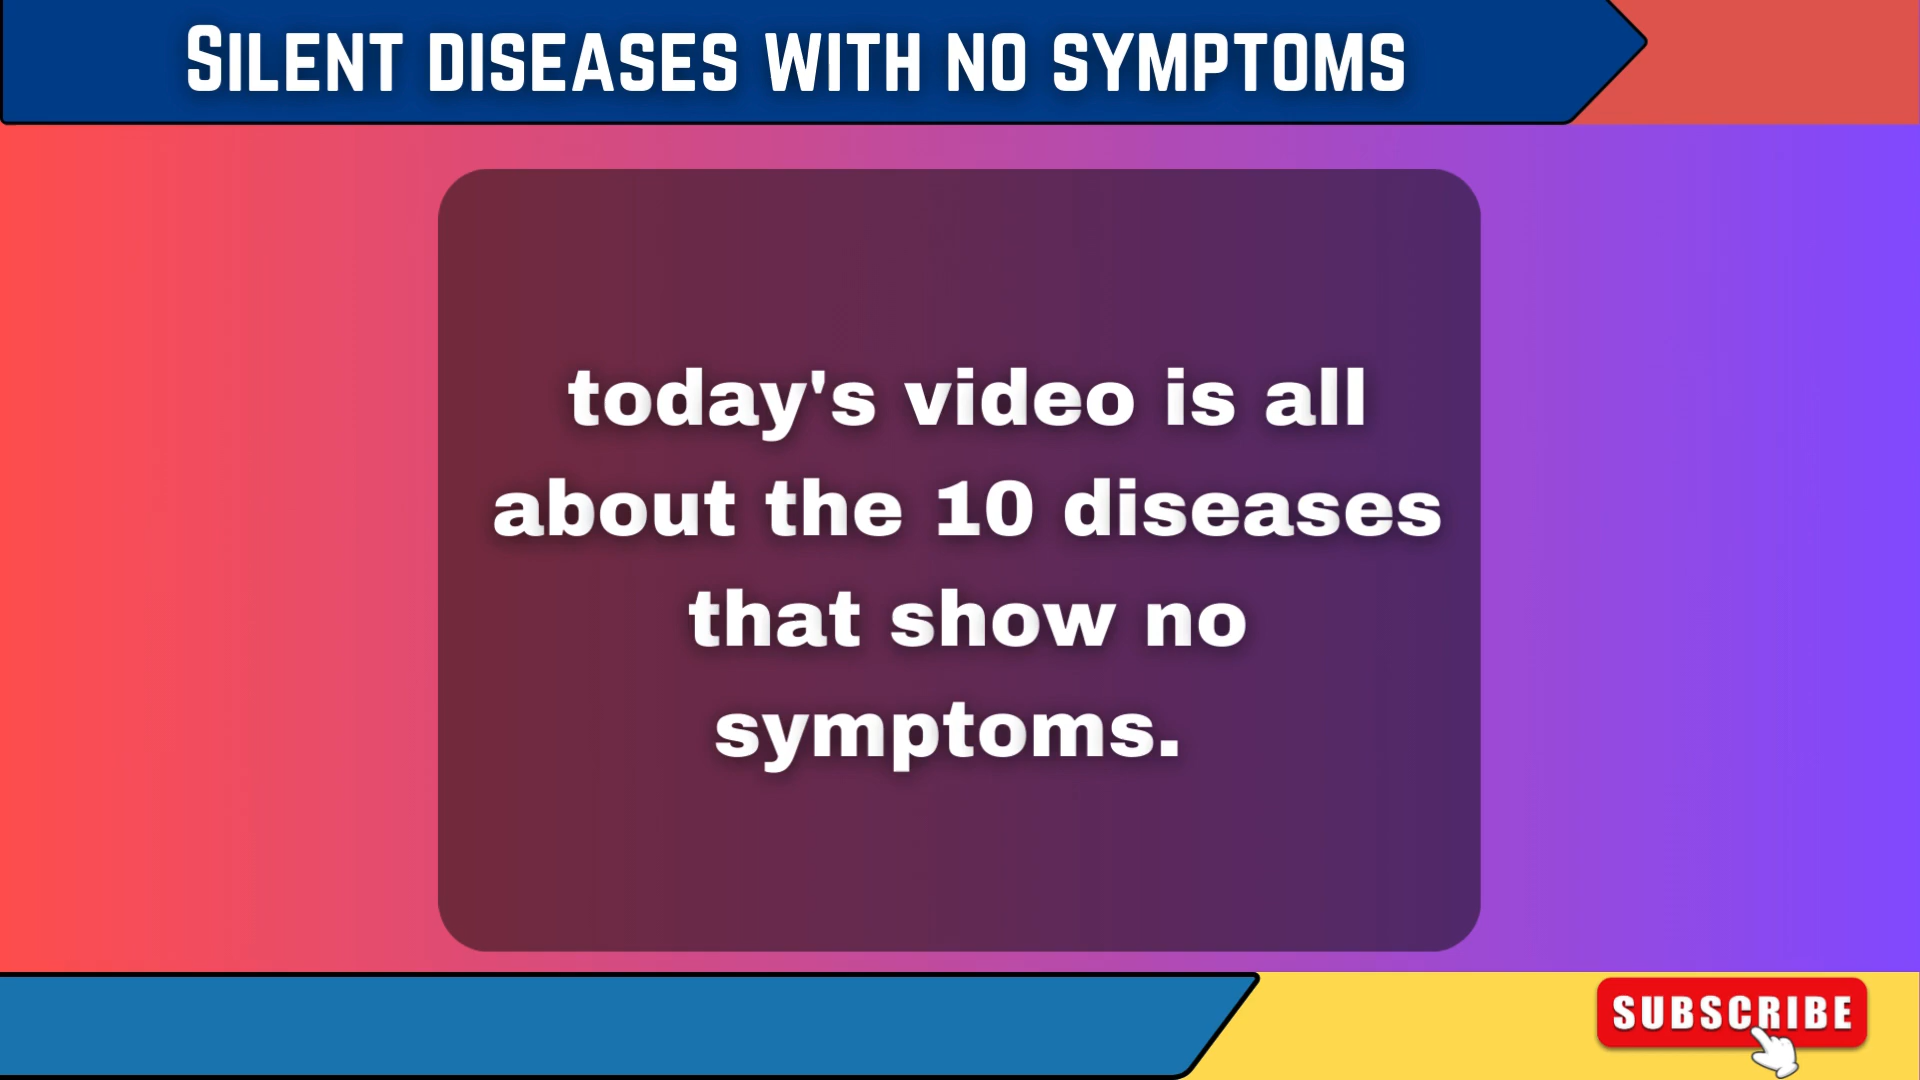 SILENT DISEASES WITH NO SYMPTOMS
today's video is all
about the 10 diseases
that show no
symptoms.
SUBSCRIBE